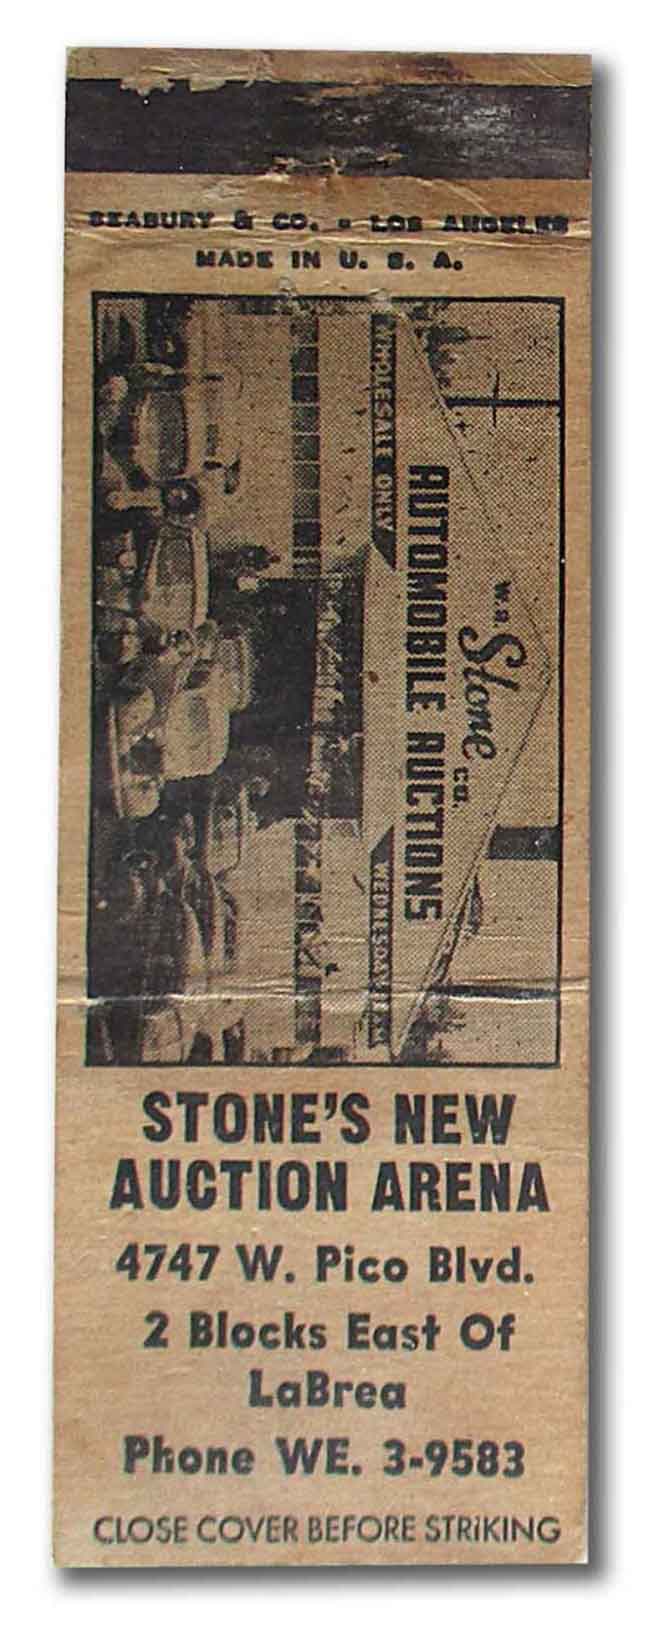 SEABURY & CO. - LOS ANGELES
MADE IN U. S. A.
W.D. Stone CO.
AUTOMOBILE AUCTIONS
WHOLESALE ONLY
STONE'S NEW
AUCTION ARENA
4747 W. Pico Blvd.
2 Blocks East Of
LaBrea
Phone WE. 3-9583
CLOSE COVER BEFORE STRIKING